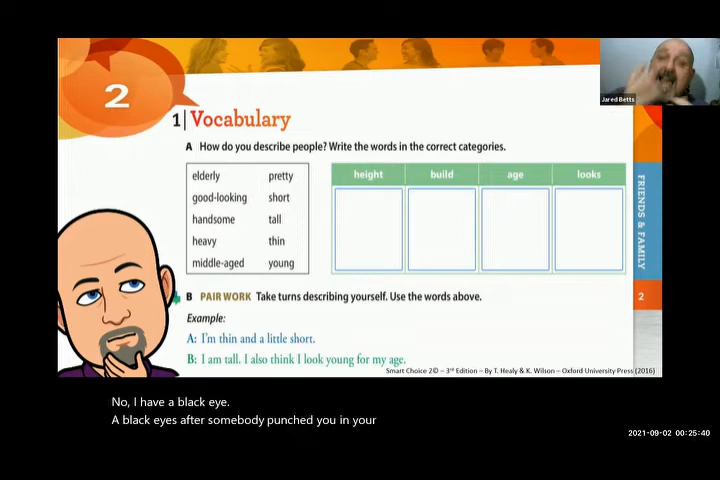 Jared Betts
2
1 | Vocabulary
A How do you describe people? Write the words in the correct categories.
elderly pretty
good-looking short
handsome tall
heavy thin
middle-aged young
height build age looks
FRIENDS & FAMILY
2
B PAIR WORK Take turns describing yourself. Use the words above.
Example:
A: I'm thin and a little short.
B: I am tall. I also think I look young for my age.
Smart Choice 2© – 3rd Edition – By T. Healy & K. Wilson – Oxford University Press (2016)
No, I have a black eye.
A black eyes after somebody punched you in your
2021-09-02 00:25:40